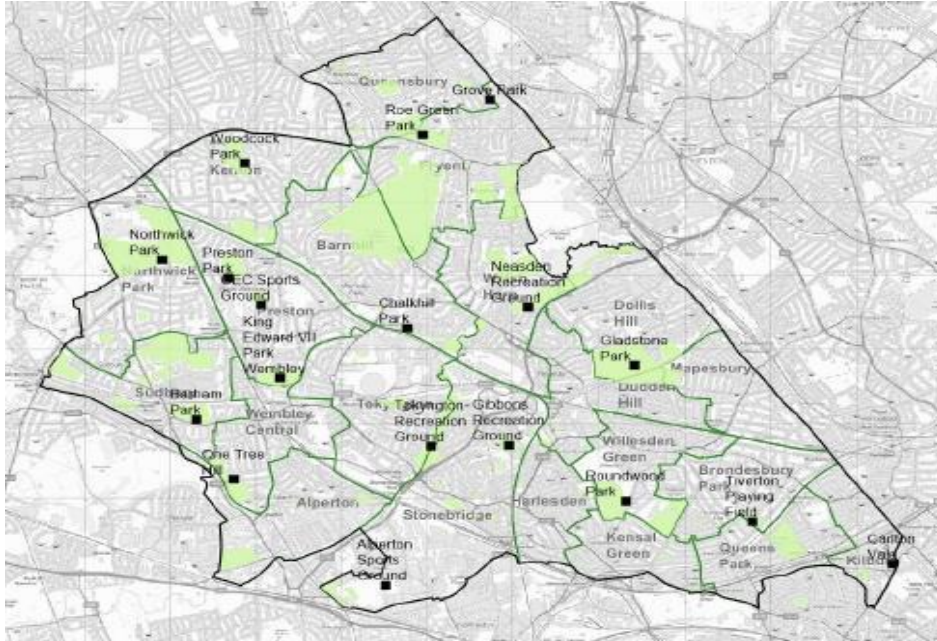 Queensbury
Grove Park
Roe Green
Park
Fryent
Woodcock
Park
Kenton
Northwick
Park
Northwick
Park
Preston
Park
GEC Sports
Ground
Preston
Barnhill
King
Edward VII
Park
Wembley
Chalkhill
Park
Neasden
Recreation
Ground
Dollis
Hill
Gladstone
Park
Mapesbury
Dudden
Hill
Sudbury
Barham
Park
Wembley
Central
Tokyngton
Recreation
Ground
Gibbons
Recreation
Ground
Willesden
Green
One Tree
Hill
Alperton
Stonebridge
Harlesden
Roundwood
Park
Brondesbury
Park
Tiverton
Playing
Field
Kensal
Green
Queens
Park
Carlton
Vale
Alperton
Sports
Ground